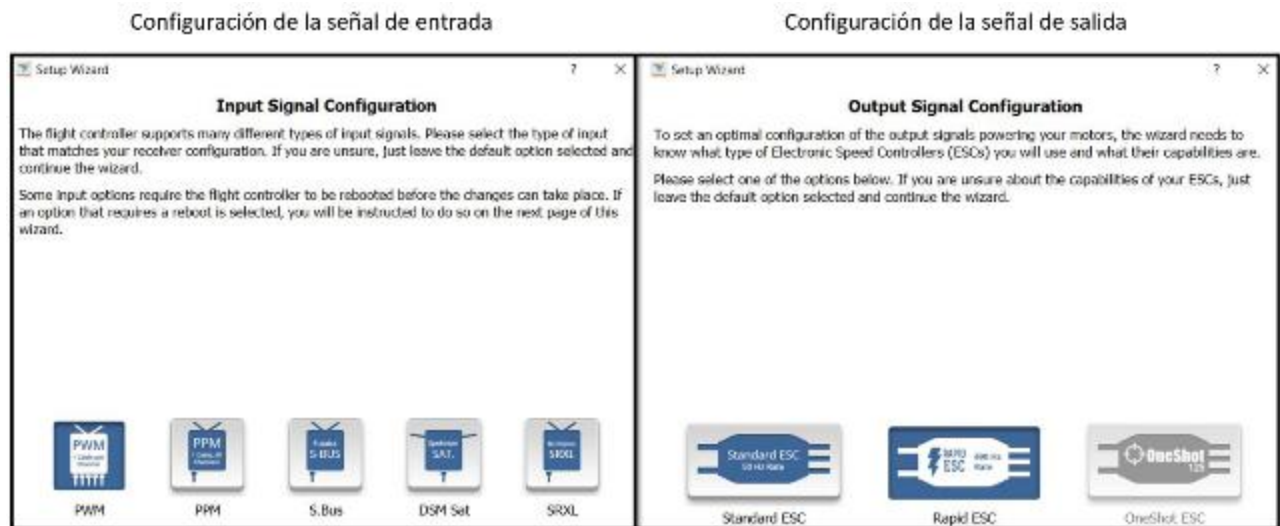 Configuración de la señal de entrada
Configuración de la señal de salida
Setup Wizard ? ×
Input Signal Configuration
The flight controller supports many different types of input signals. Please select the type of input
that matches your receiver configuration. If you are unsure, just leave the default option selected and
continue the wizard.
Some input options require the flight controller to be rebooted before the changes can take place. If
an option that requires a reboot is selected, you will be instructed to do so on the next page of this
wizard.
PWM
PPM
S-BUS
SAT.
SRXL
PWM
PPM
S.Bus
DSM Sat
SRXL
Setup Wizard ? ×
Output Signal Configuration
To set an optimal configuration of the output signals powering your motors, the wizard needs to
know what type of Electronic Speed Controllers (ESCs) you will use and what their capabilities are.
Please select one of the options below. If you are unsure about the capabilities of your ESCs, just
leave the default option selected and continue the wizard.
Standard ESC
50 Hz Rate
RAPID
ESC
Rate
OneShot
125
Standard ESC
Rapid ESC
OneShot ESC